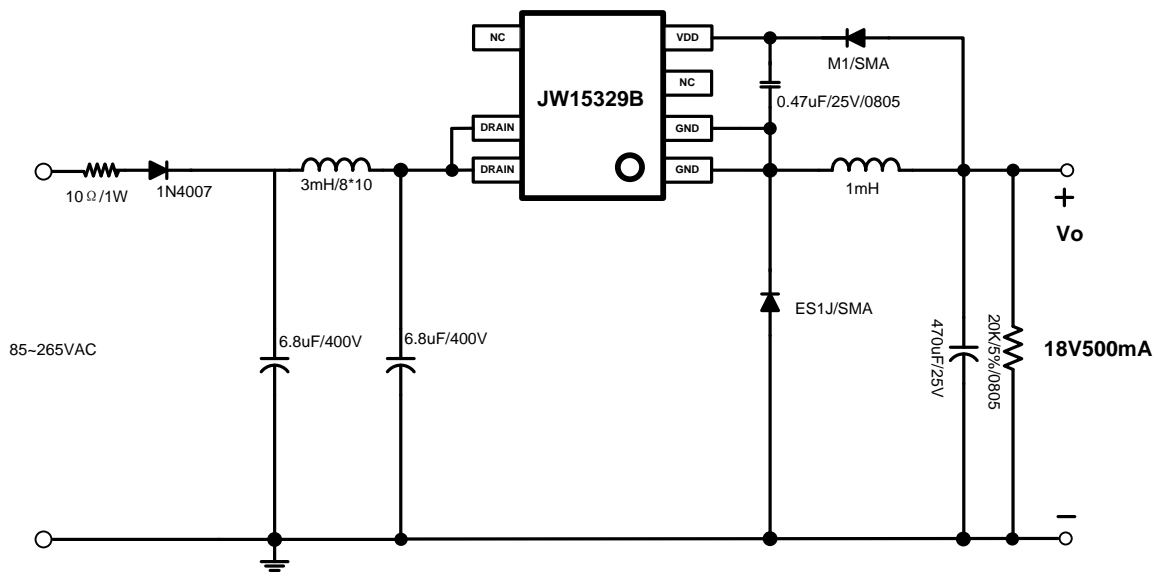 NC
VDD
M1/SMA
JW15329B
NC
0.47uF/25V/0805
DRAIN
GND
DRAIN
GND
10Ω/1W
1N4007
3mH/8*10
1mH
+
Vo
85~265VAC
6.8uF/400V
6.8uF/400V
ES1J/SMA
470uF/25V
20K/5%/0805
18V500mA
−